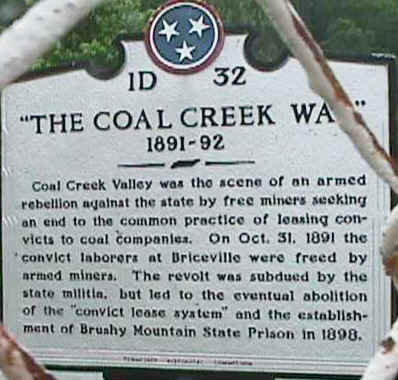 1D 32
"THE COAL CREEK WA "
1891-92
Coal Creek Valley was the scene of an armed
rebellion against the state by free miners seeking
an end to the common practice of leasing con-
victs to coal companies. On Oct. 31, 1891 the
convict laborers at Briceville were freed by
armed miners. The revolt was subdued by the
state militia, but led to the eventual abolition
of the "convict lease system" and the establish-
ment of Brushy Mountain State Prison in 1898.